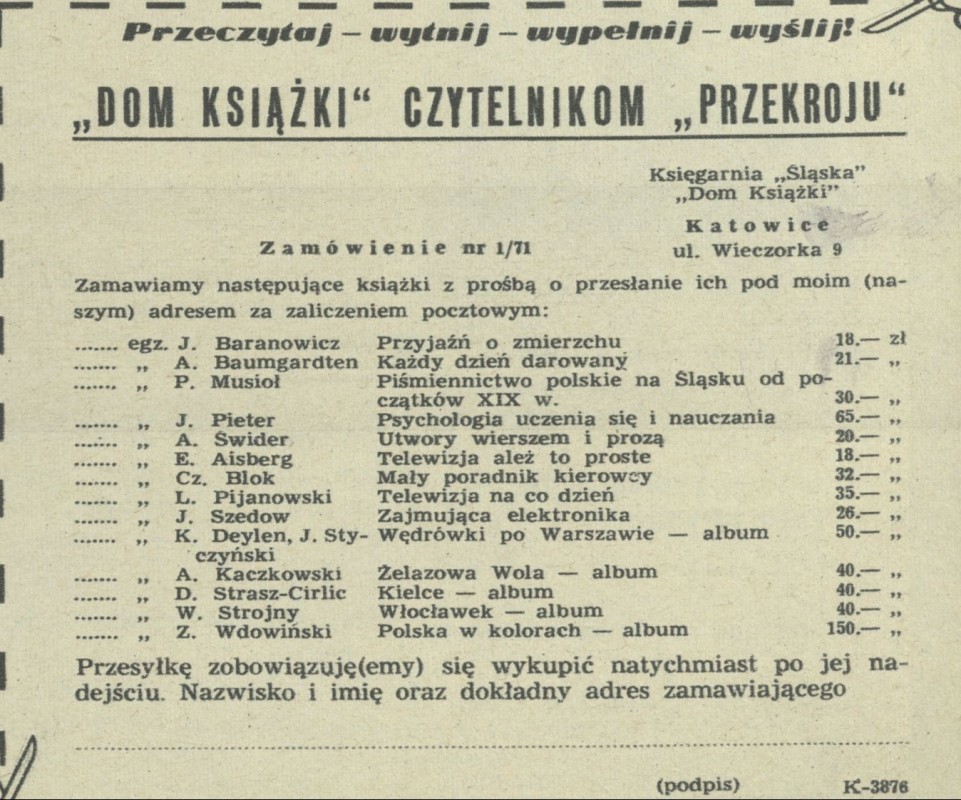 Przeczytaj – wytnij – wypełnij – wyślij!
„DOM KSIĄŻKI“ CZYTELNIKOM „PRZEKROJU“
Księgarnia „Śląska”
„Dom Książki”
Katowice
Zamówienie nr 1/71
ul. Wieczorka 9
Zamawiamy następujące książki z prośbą o przesłanie ich pod moim (na-
szym) adresem za zaliczeniem pocztowym:
....... egz. J. Baranowicz Przyjaźń o zmierzchu 18.— zł
....... „ A. Baumgardten Każdy dzień darowany 21.— „
....... „ P. Musioł Piśmiennictwo polskie na Śląsku od po-
czątków XIX w. 30.— „
....... „ J. Pieter Psychologia uczenia się i nauczania 65.— „
....... „ A. Świder Utwory wierszem i prozą 20.— „
....... „ E. Aisberg Telewizja ależ to proste 18.— „
....... „ Cz. Blok Mały poradnik kierowcy 32.— „
....... „ L. Pijanowski Telewizja na co dzień 35.— „
....... „ J. Szedow Zajmująca elektronika 26.— „
....... „ K. Deylen, J. Sty- Wędrówki po Warszawie — album 50.— „
czyński
....... „ A. Kaczkowski Żelazowa Wola — album 40.— „
....... „ D. Strasz-Cirlic Kielce — album 40.— „
....... „ W. Strojny Włocławek — album 40.— „
....... „ Z. Wdowiński Polska w kolorach — album 150.— „
Przesyłkę zobowiązuję(emy) się wykupić natychmiast po jej na-
dejściu. Nazwisko i imię oraz dokładny adres zamawiającego
(podpis) K-3876